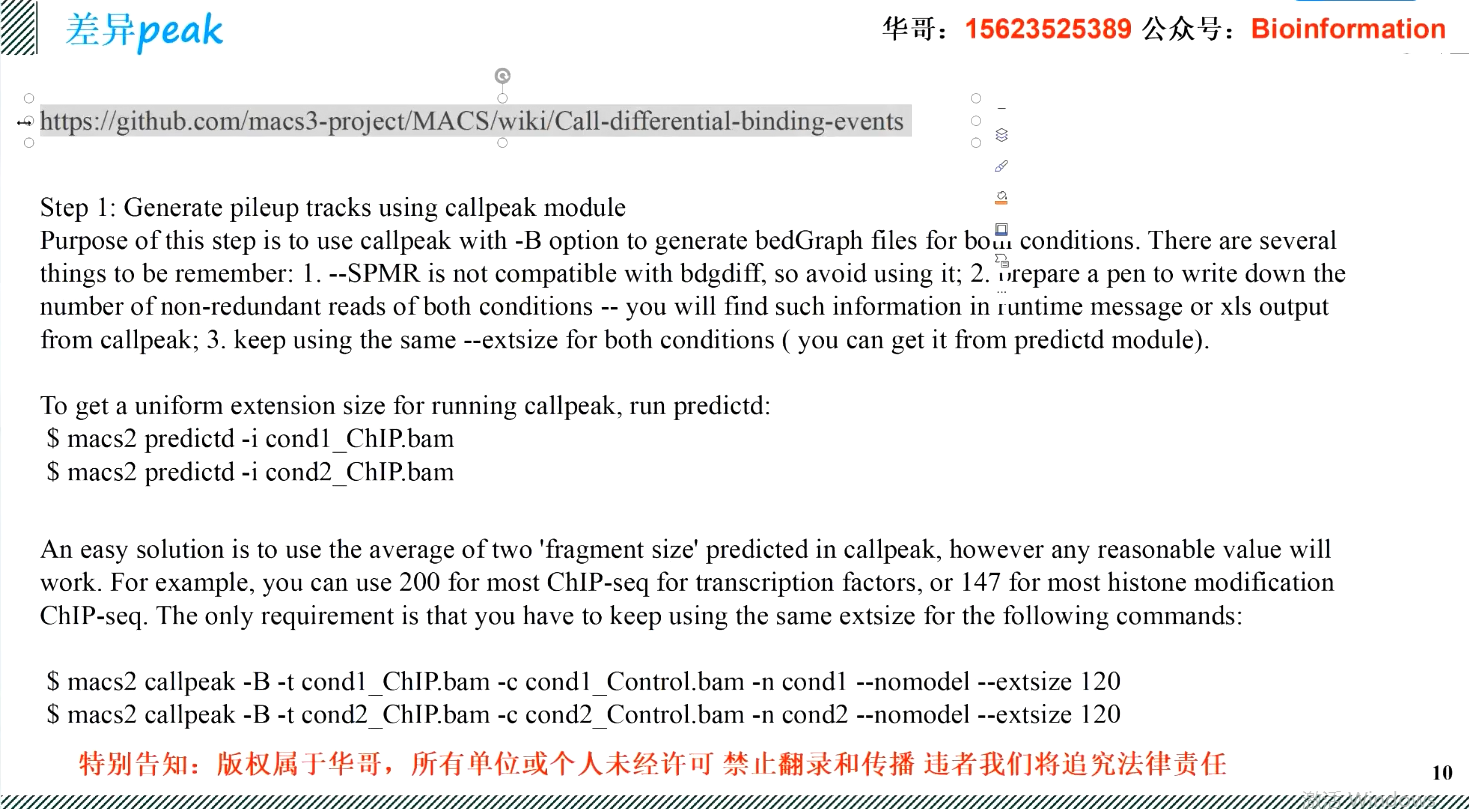 差异peak
华哥：15623525389 公众号：Bioinformation
https://github.com/macs3-project/MACS/wiki/Call-differential-binding-events
Step 1: Generate pileup tracks using callpeak module
Purpose of this step is to use callpeak with -B option to generate bedGraph files for both conditions. There are several
things to be remember: 1. --SPMR is not compatible with bdgdiff, so avoid using it; 2. prepare a pen to write down the
number of non-redundant reads of both conditions -- you will find such information in runtime message or xls output
from callpeak; 3. keep using the same --extsize for both conditions ( you can get it from predictd module).
To get a uniform extension size for running callpeak, run predictd:
$ macs2 predictd -i cond1_ChIP.bam
$ macs2 predictd -i cond2_ChIP.bam
An easy solution is to use the average of two 'fragment size' predicted in callpeak, however any reasonable value will
work. For example, you can use 200 for most ChIP-seq for transcription factors, or 147 for most histone modification
ChIP-seq. The only requirement is that you have to keep using the same extsize for the following commands:
$ macs2 callpeak -B -t cond1_ChIP.bam -c cond1_Control.bam -n cond1 --nomodel --extsize 120
$ macs2 callpeak -B -t cond2_ChIP.bam -c cond2_Control.bam -n cond2 --nomodel --extsize 120
特别告知：版权属于华哥，所有单位或个人未经许可 禁止翻录和传播 违者我们将追究法律责任
10
激活 Windows